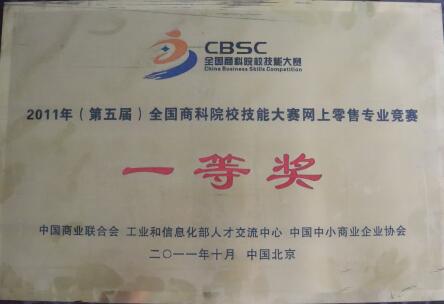 CBSC
全国商科院校技能大赛
China Business Skills Competition
2011年(第五届)全国商科院校技能大赛网上零售专业竞赛
一等奖
中国商业联合会 工业和信息化部人才交流中心 中国中小商业企业协会
二〇一一年十月 中国北京